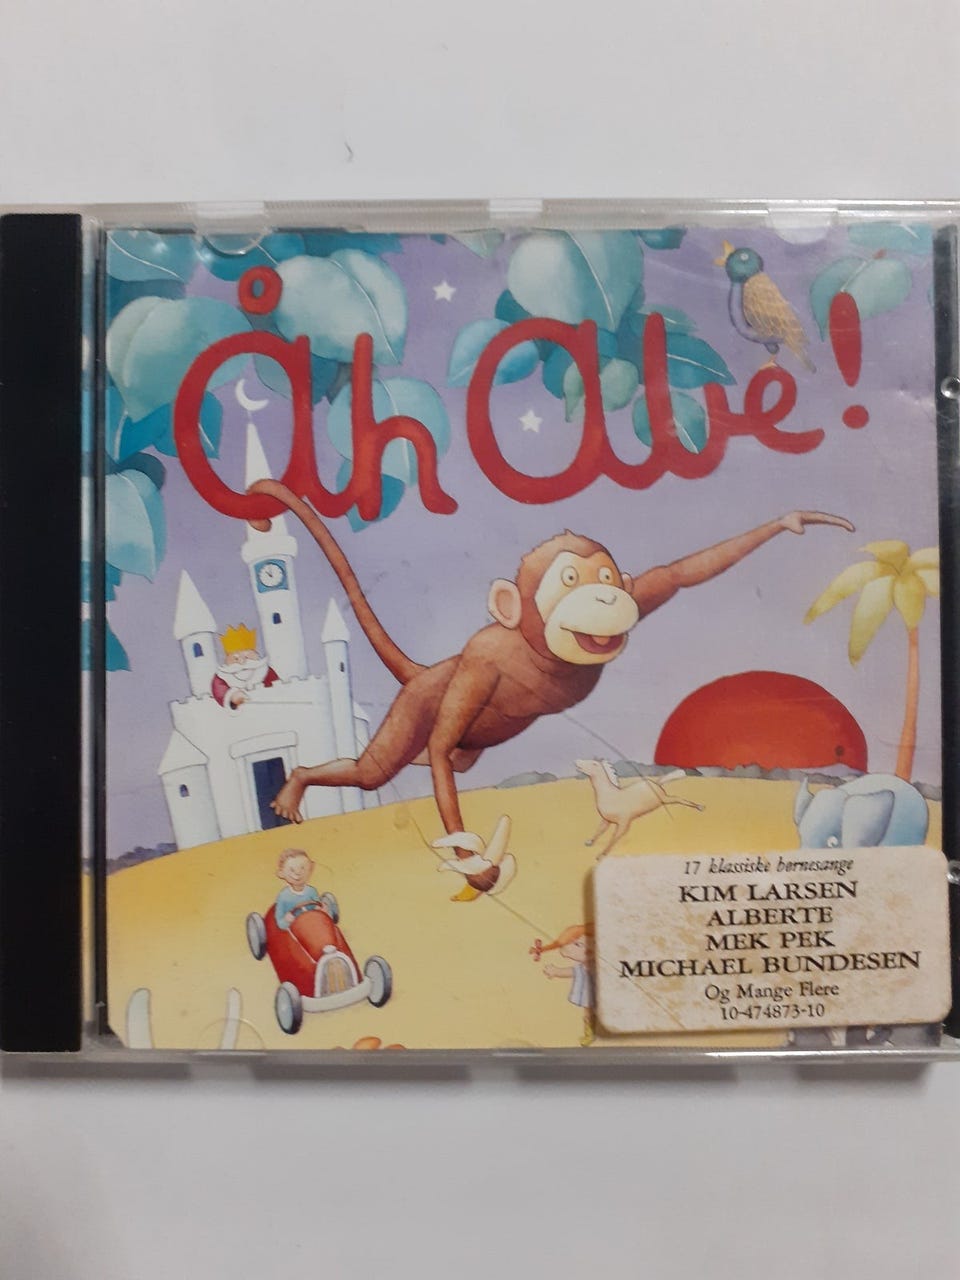 Åh Abe!
17 klassiske børnesange
KIM LARSEN
ALBERTE
MEK PEK
MICHAEL BUNDESEN
Og Mange Flere
10-474873-10